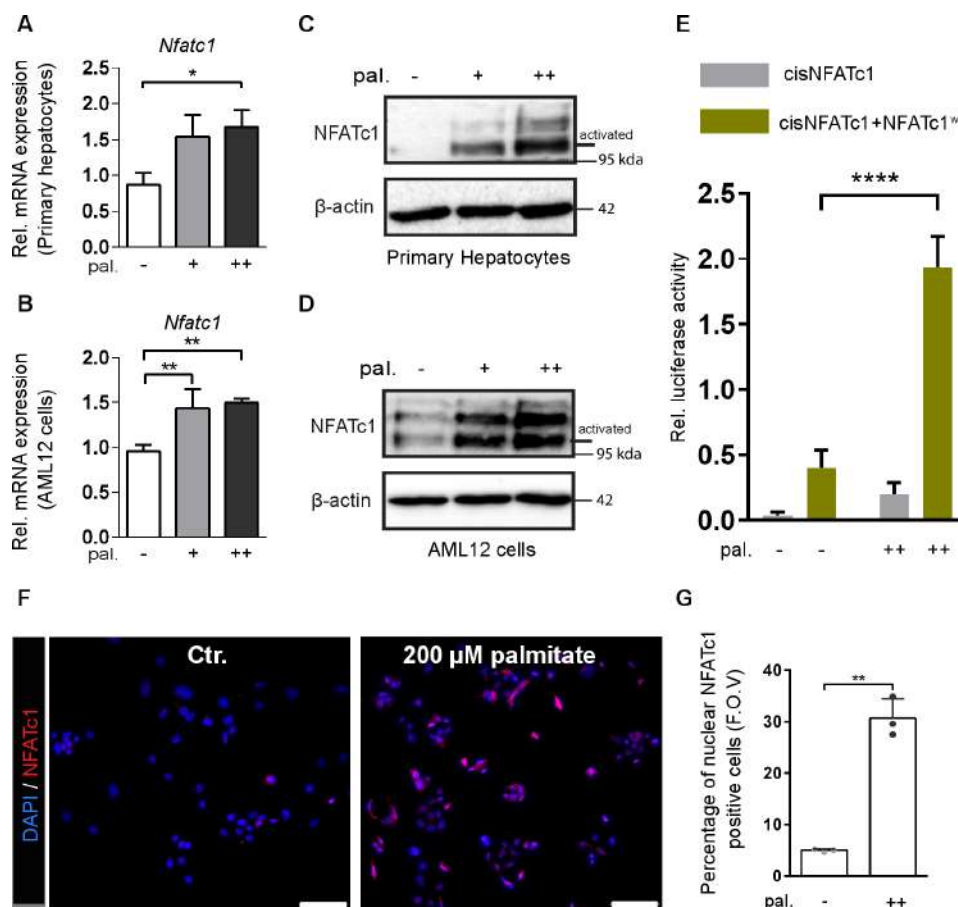 A
Nfatc1
Rel. mRNA expression
(Primary hepatocytes)
2.5
2.0
1.5
1.0
0.5
0.0
*
pal. - + ++
B
Nfatc1
Rel. mRNA expression
(AML12 cells)
2.0
1.5
1.0
0.5
0.0
**
**
pal. - + ++
C
pal. - + ++
NFATc1
activated
95 kda
β-actin
42
Primary Hepatocytes
D
pal. - + ++
NFATc1
activated
95 kda
β-actin
42
AML12 cells
E
cisNFATc1
cisNFATc1+NFATc1
Rel. luciferase activity
2.5
2.0
1.5
1.0
0.5
0.0
****
pal. - - ++ ++
F
DAPI / NFATc1
Ctr.
200 µM palmitate
G
Percentage of nuclear NFATc1
positive cells (F.O.V)
40
30
20
10
0
**
pal. - ++